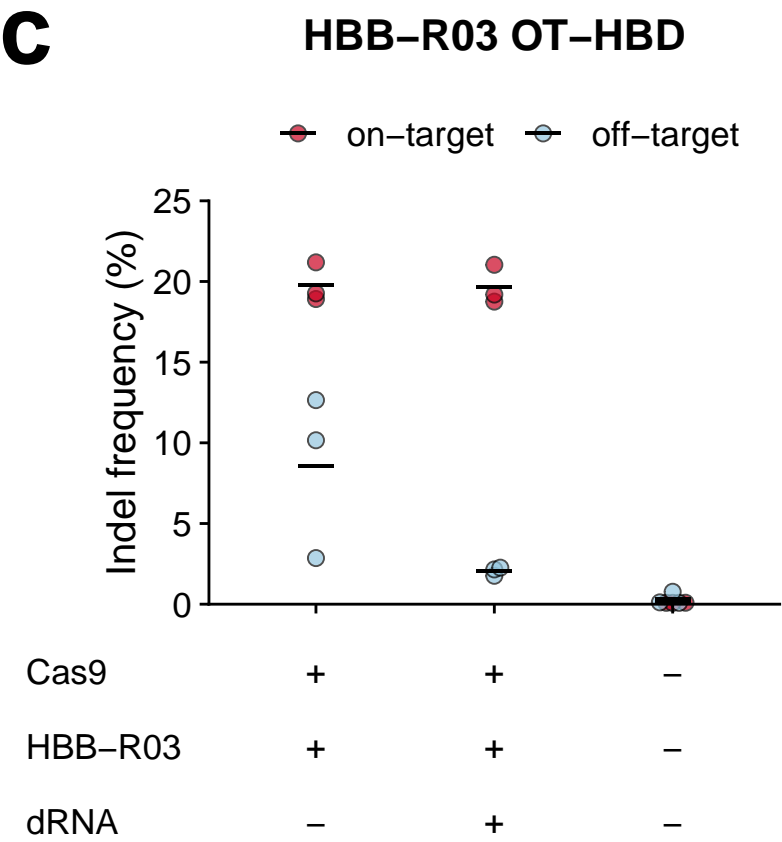 C
HBB–R03 OT–HBD
on–target off–target
Indel frequency (%)
25
20
15
10
5
0
Cas9 + + –
HBB–R03 + + –
dRNA – + –